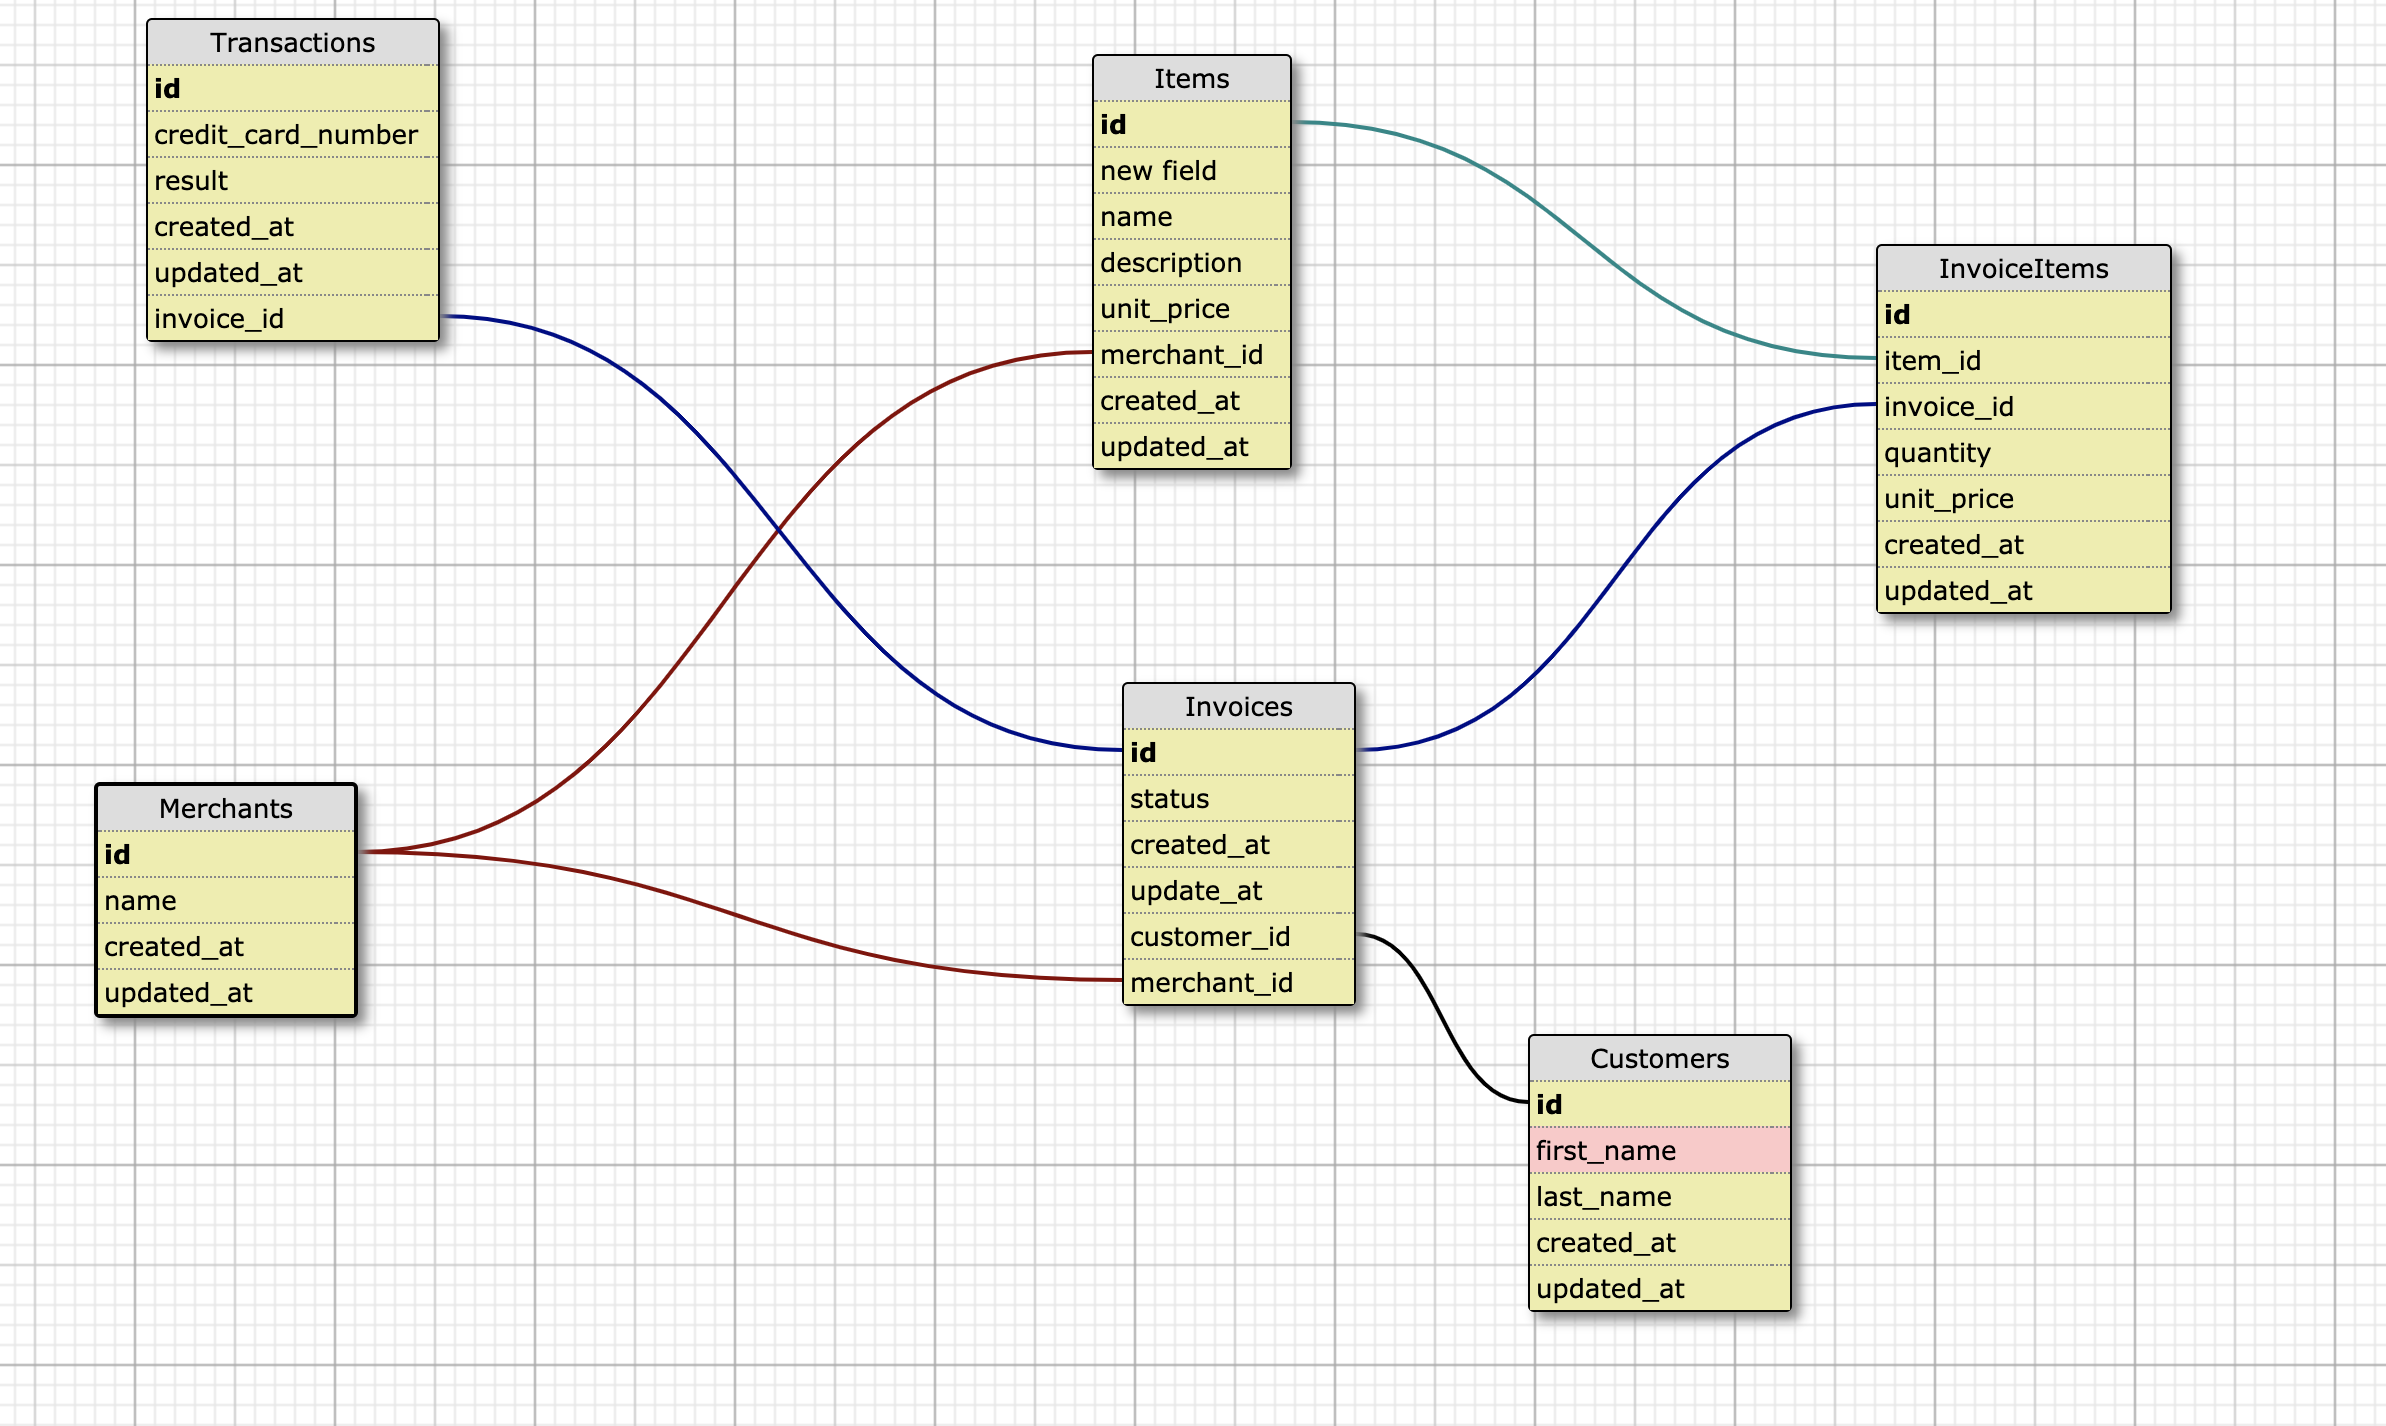 Transactions
id
credit_card_number
result
created_at
updated_at
invoice_id
Items
id
new field
name
description
unit_price
merchant_id
created_at
updated_at
InvoiceItems
id
item_id
invoice_id
quantity
unit_price
created_at
updated_at
Merchants
id
name
created_at
updated_at
Invoices
id
status
created_at
update_at
customer_id
merchant_id
Customers
id
first_name
last_name
created_at
updated_at